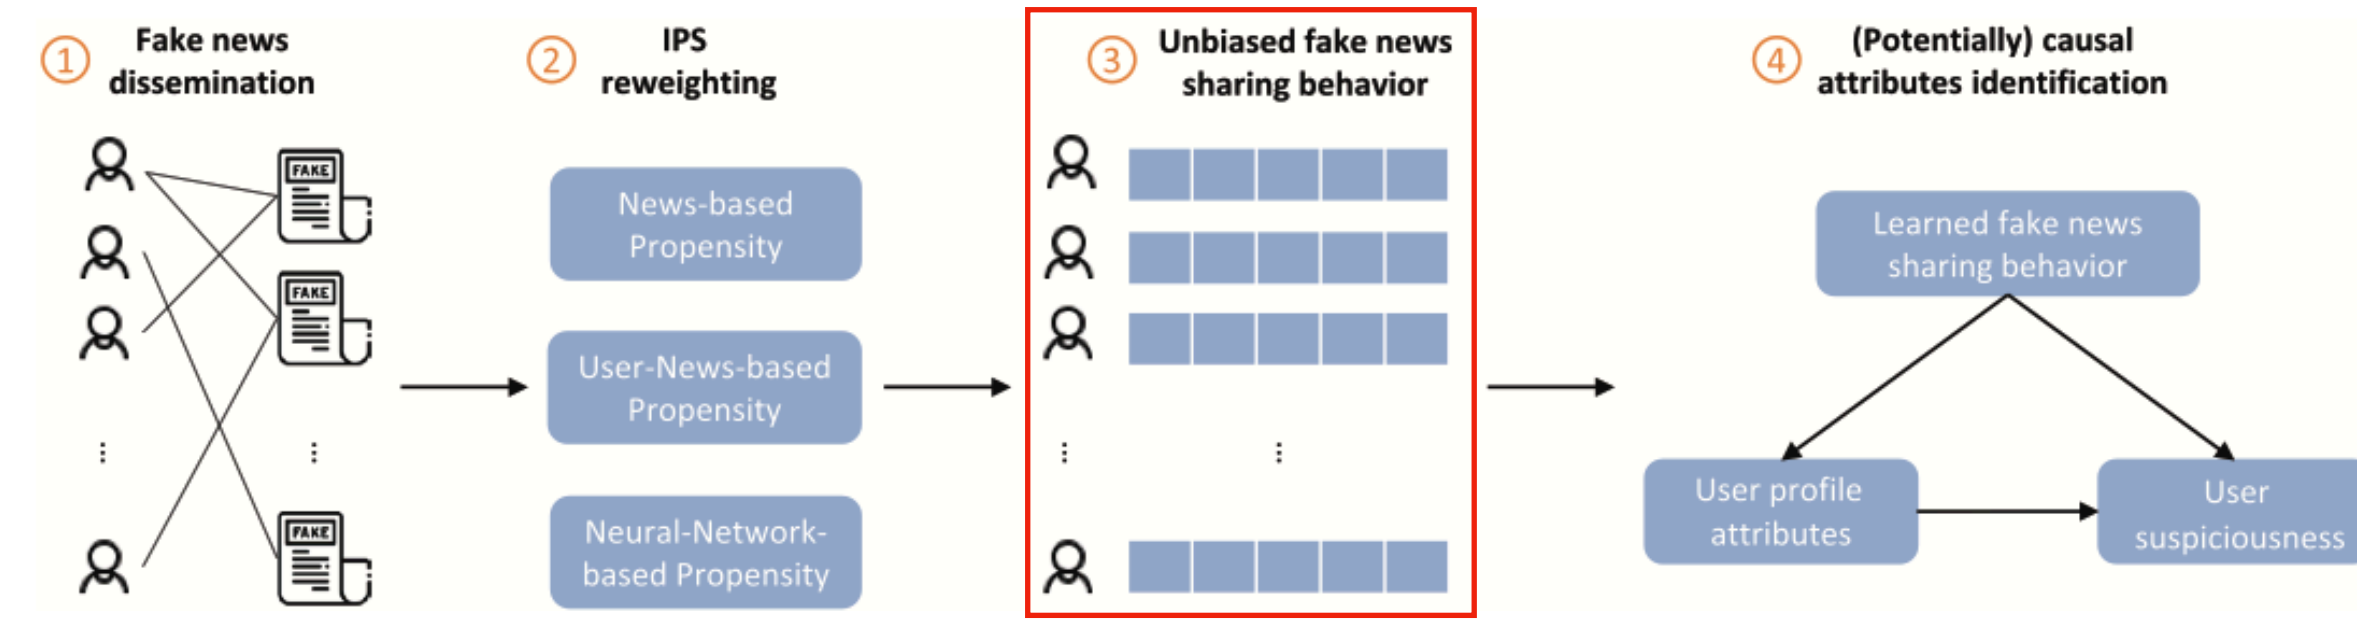 1
Fake news
dissemination
FAKE
FAKE
FAKE
2
IPS
reweighting
News-based
Propensity
User-News-based
Propensity
Neural-Network-
based Propensity
3
Unbiased fake news
sharing behavior
4
(Potentially) causal
attributes identification
Learned fake news
sharing behavior
User profile
attributes
User
suspiciousness